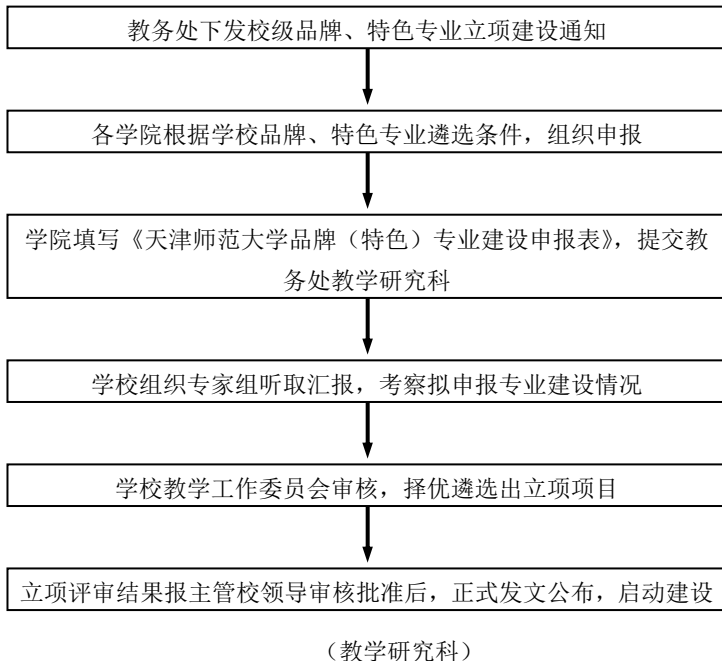 教务处下发校级品牌、特色专业立项建设通知
各学院根据学校品牌、特色专业遴选条件，组织申报
学院填写《天津师范大学品牌（特色）专业建设申报表》，提交教
务处教学研究科
学校组织专家组听取汇报，考察拟申报专业建设情况
学校教学工作委员会审核，择优遴选出立项项目
立项评审结果报主管校领导审核批准后，正式发文公布，启动建设
（教学研究科）